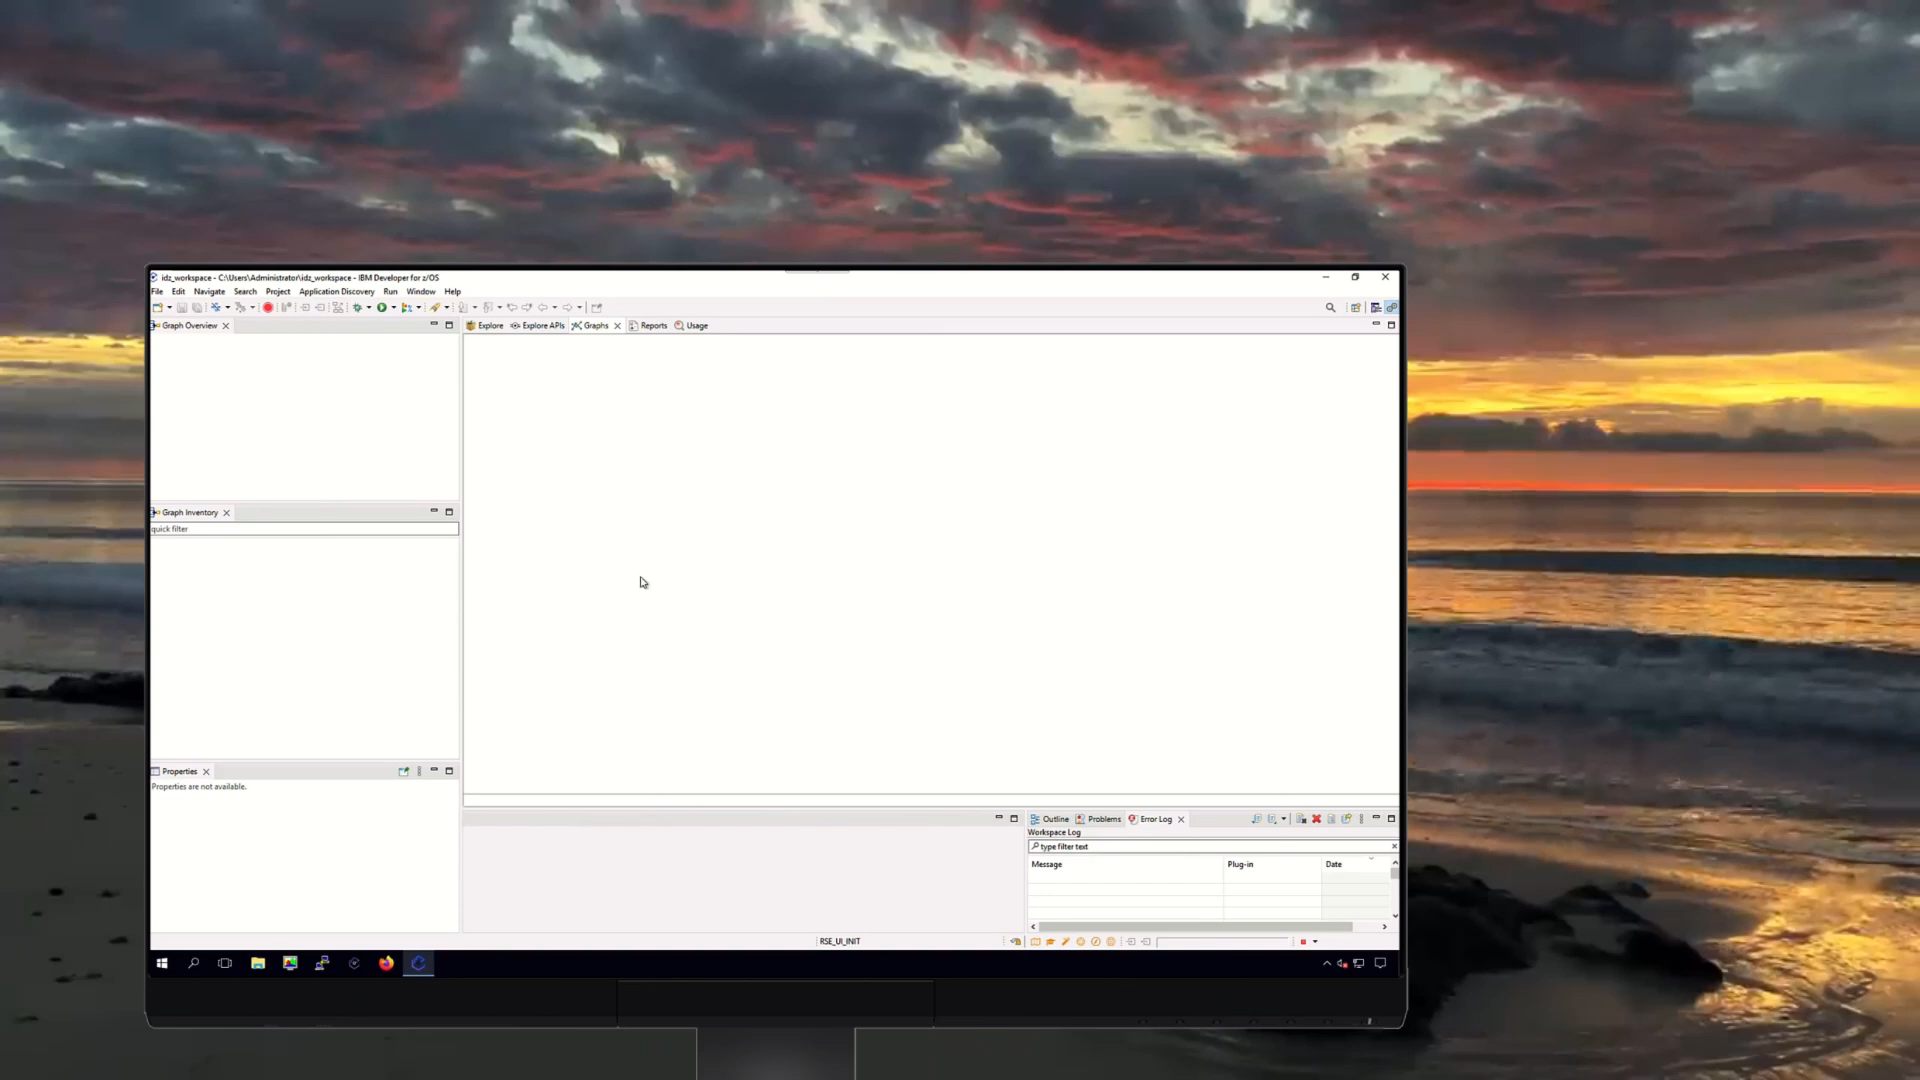 idz_workspace - C:\Users\Administrator\idz_workspace - IBM Developer for z/OS
File Edit Navigate Search Project Application Discovery Run Window Help
Graph Overview
Explore Explore APIs Graphs Reports Usage
Graph Inventory
quick filter
Properties
Properties are not available.
Outline Problems Error Log
Workspace Log
type filter text
Message Plug-in Date
RSE_UI_INIT